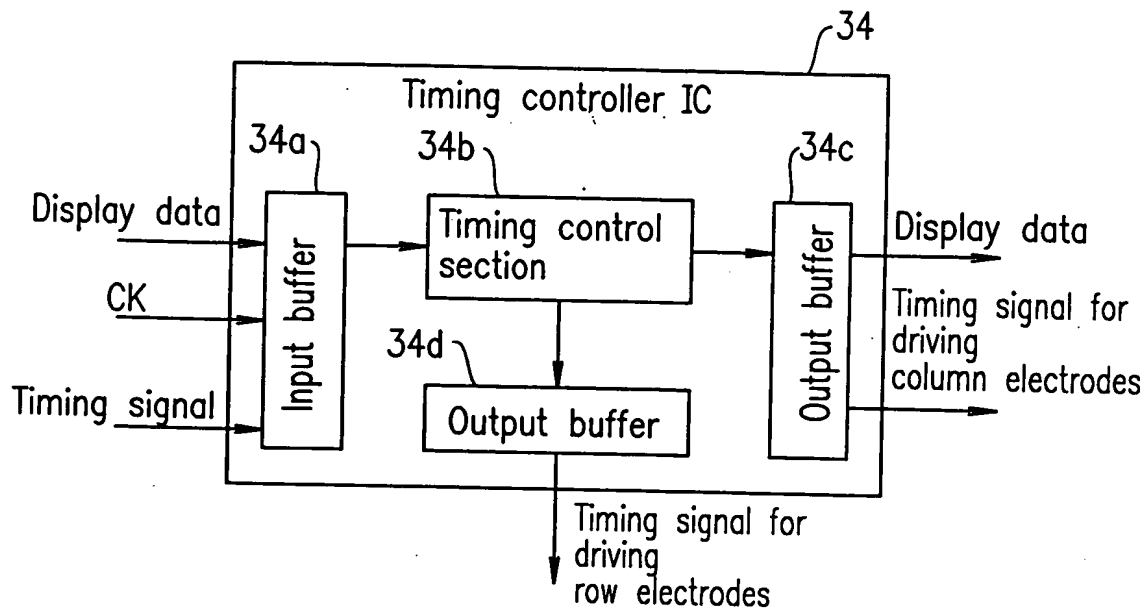 34
Timing controller IC
34a
34b
34c
Display data
CK
Timing signal
Input buffer
Timing control
section
Output buffer
Display data
Timing signal for
driving
column electrodes
34d
Output buffer
Timing signal for
driving
row electrodes